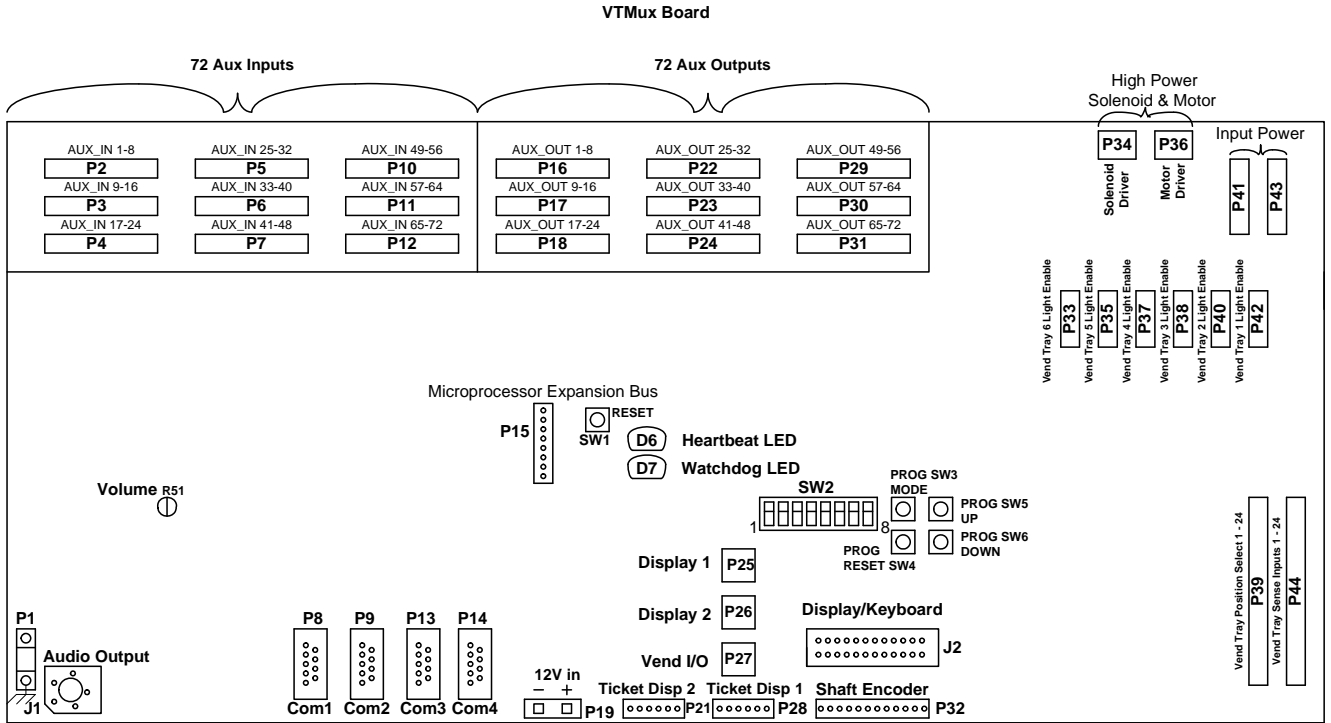 VTMux Board
72 Aux Inputs
72 Aux Outputs
High Power
Solenoid & Motor
Input Power
AUX_IN 1-8
P2
AUX_IN 9-16
P3
AUX_IN 17-24
P4
AUX_IN 25-32
P5
AUX_IN 33-40
P6
AUX_IN 41-48
P7
AUX_IN 49-56
P10
AUX_IN 57-64
P11
AUX_IN 65-72
P12
AUX_OUT 1-8
P16
AUX_OUT 9-16
P17
AUX_OUT 17-24
P18
AUX_OUT 25-32
P22
AUX_OUT 33-40
P23
AUX_OUT 41-48
P24
AUX_OUT 49-56
P29
AUX_OUT 57-64
P30
AUX_OUT 65-72
P31
P34
Solenoid
Driver
P36
Motor
Driver
P41
P43
Vend Tray 6 Light Enable
P33
Vend Tray 5 Light Enable
P35
Vend Tray 4 Light Enable
P37
Vend Tray 3 Light Enable
P38
Vend Tray 2 Light Enable
P40
Vend Tray 1 Light Enable
P42
Microprocessor Expansion Bus
P15
RESET
SW1
D6 Heartbeat LED
D7 Watchdog LED
SW2
1
8
PROG SW3
MODE
PROG SW5
UP
PROG
RESET SW4
PROG SW6
DOWN
Volume R51
Display 1 P25
Display 2 P26
Vend I/O P27
Display/Keyboard
J2
Vend Tray Position Select 1 - 24
P39
Vend Tray Sense Inputs 1 - 24
P44
P1
Audio Output
J1
P8
Com1
P9
Com2
P13
Com3
P14
Com4
12V in
– +
P19
Ticket Disp 2
P21
Ticket Disp 1
P28
Shaft Encoder
P32